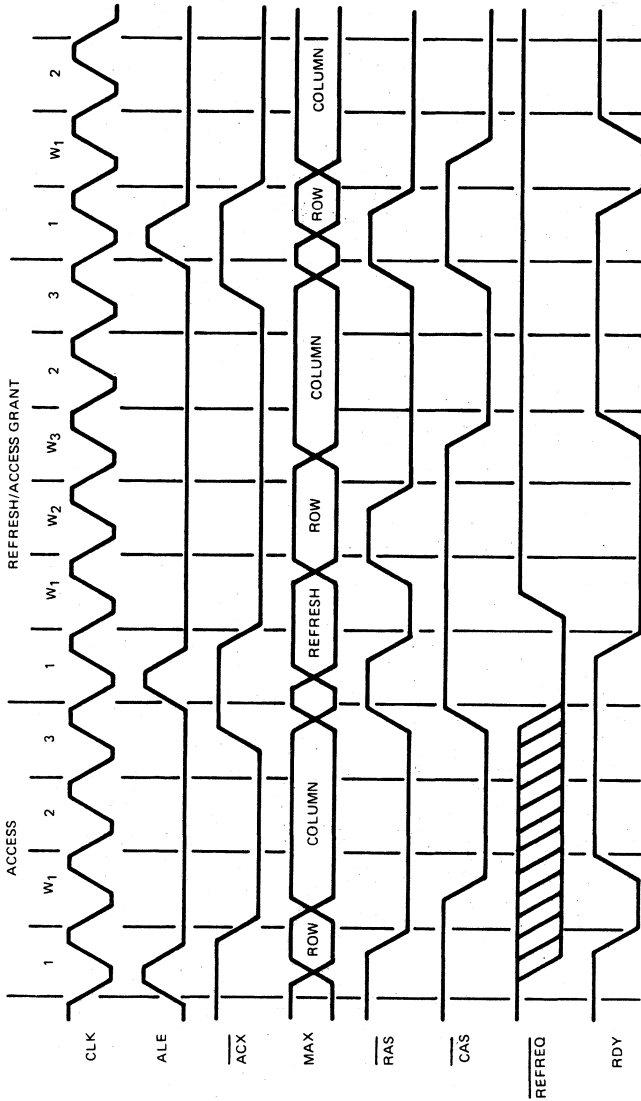 ACCESS
REFRESH/ACCESS GRANT
1
W1
2
3
1
W1
W2
W3
2
3
1
W1
2
CLK
ALE
ACX
MAX
ROW
COLUMN
REFRESH
ROW
COLUMN
ROW
COLUMN
RAS
CAS
REFREQ
RDY